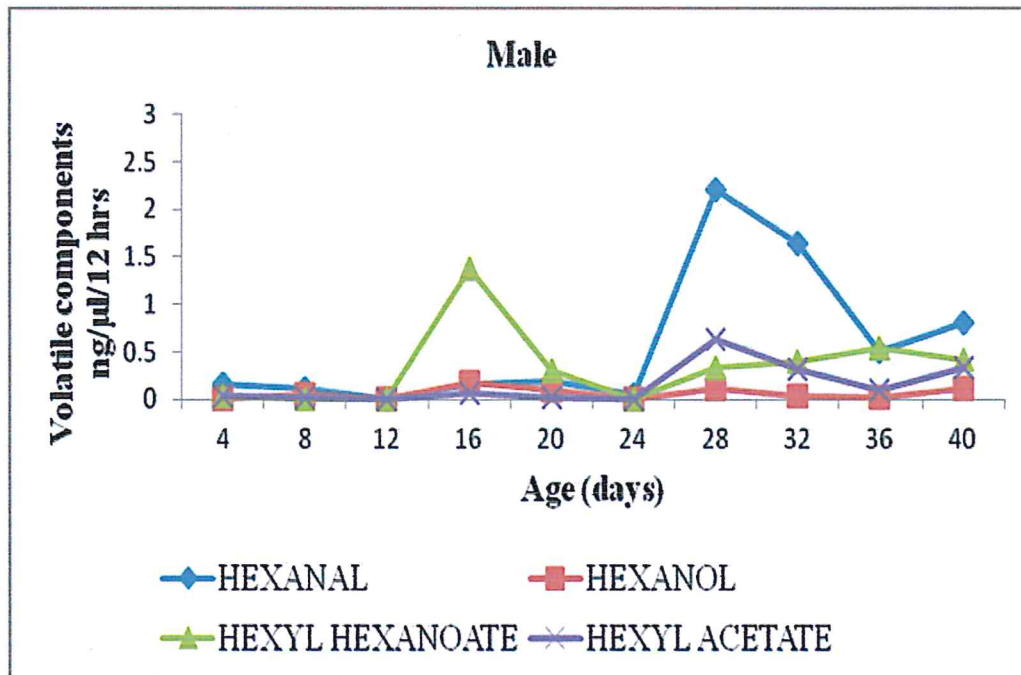 Male
3
2.5
2
1.5
1
0.5
0
Volatile components
ng/µl/12 hrs
4 8 12 16 20 24 28 32 36 40
Age (days)
HEXANAL HEXANOL
HEXYL HEXANOATE HEXYL ACETATE